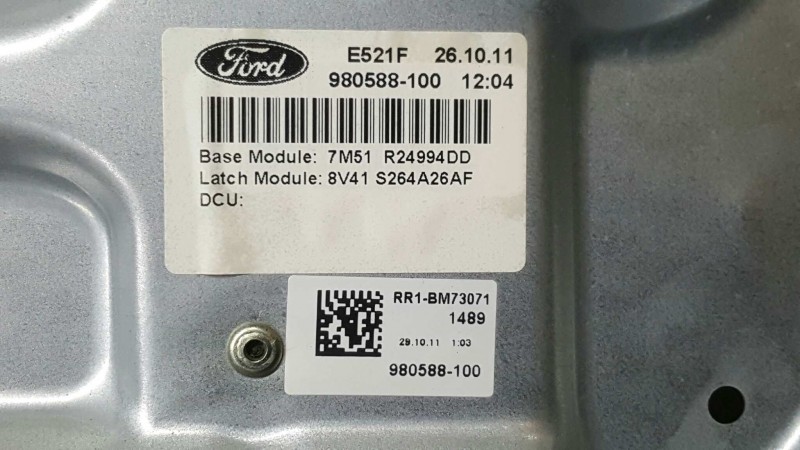 Ford
E521F 26.10.11
980588-100 12:04
Base Module: 7M51 R24994DD
Latch Module: 8V41 S264A26AF
DCU:
RR1-BM73071
1489
29.10.11 1:03
980588-100